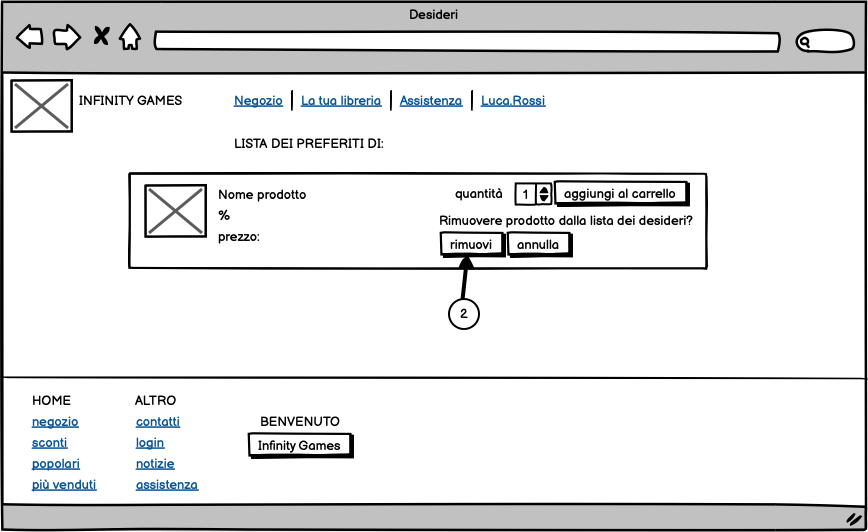 Desideri
INFINITY GAMES
Negozio La tua libreria Assistenza Luca.Rossi
LISTA DEI PREFERITI DI:
Nome prodotto
%
prezzo:
quantità 1 aggiungi al carrello
Rimuovere prodotto dalla lista dei desideri?
rimuovi annulla
2
HOME
negozio
sconti
popolari
più venduti
ALTRO
contatti
login
notizie
assistenza
BENVENUTO
Infinity Games